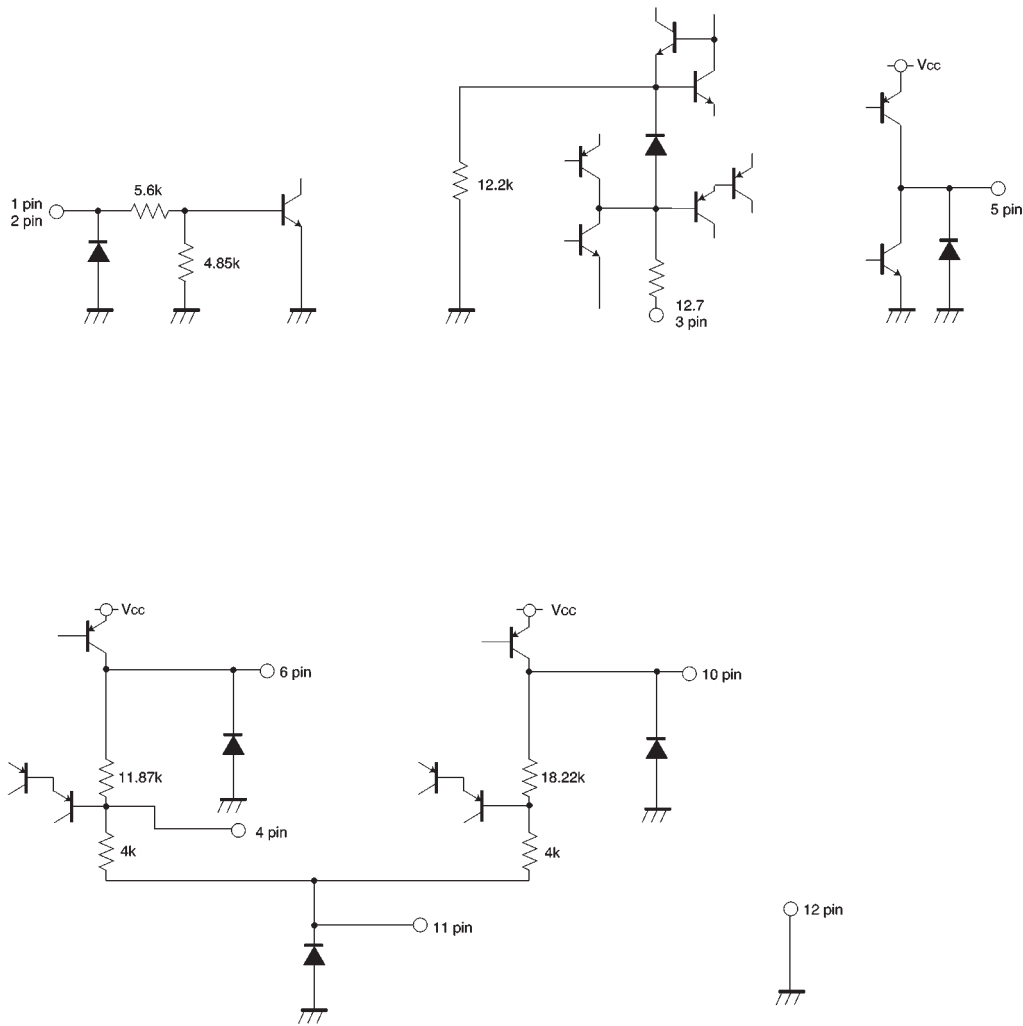 1 pin
2 pin
5.6k
4.85k
12.2k
12.7
3 pin
Vcc
5 pin
Vcc
6 pin
11.87k
4 pin
4k
Vcc
10 pin
18.22k
4k
11 pin
12 pin